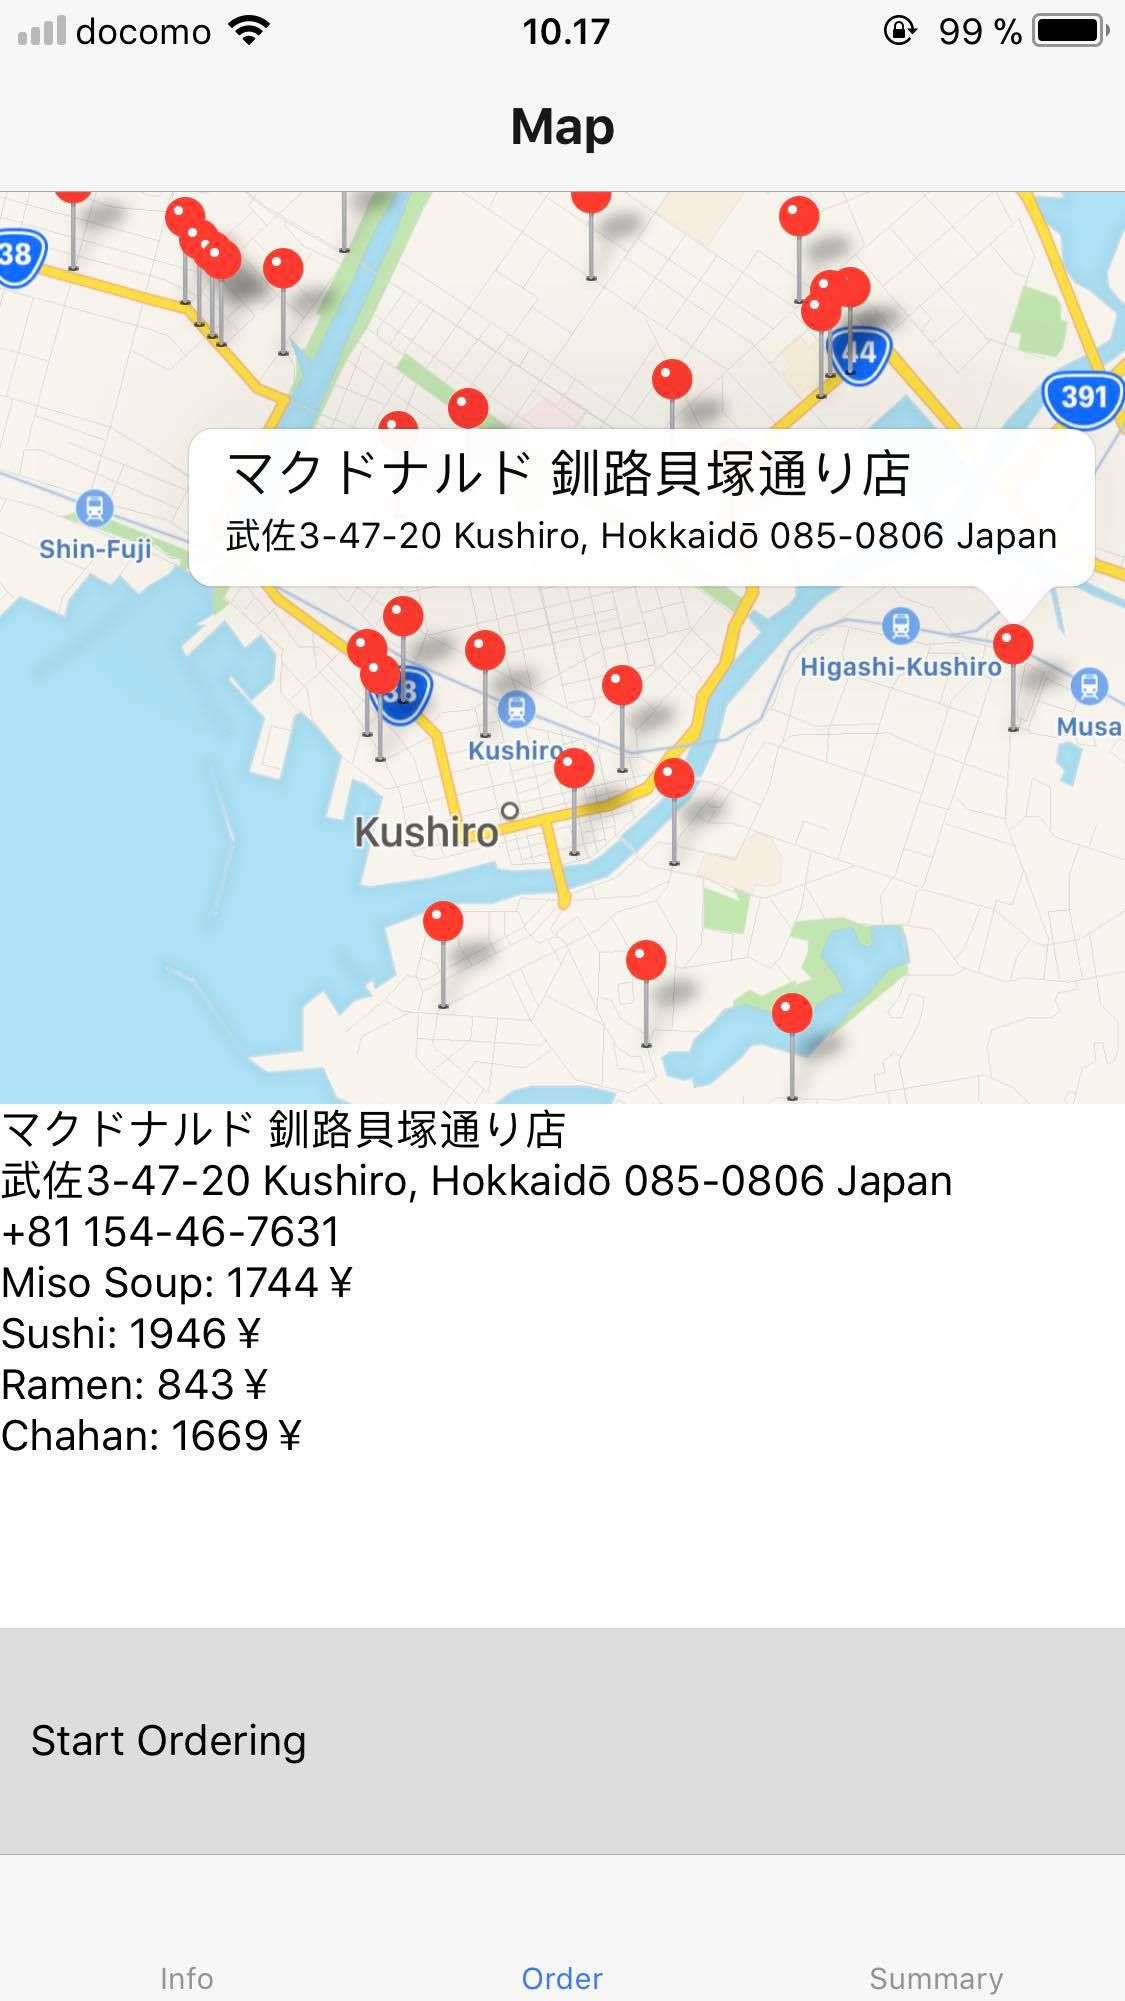 docomo 10.17 99 %
Map
38
44
391
マクドナルド 釧路貝塚通り店
武佐3-47-20 Kushiro, Hokkaidō 085-0806 Japan
Shin-Fuji
Higashi-Kushiro
Musa
38
Kushiro
Kushiro
マクドナルド 釧路貝塚通り店
武佐3-47-20 Kushiro, Hokkaidō 085-0806 Japan
+81 154-46-7631
Miso Soup: 1744 ¥
Sushi: 1946 ¥
Ramen: 843 ¥
Chahan: 1669 ¥
Start Ordering
Info Order Summary